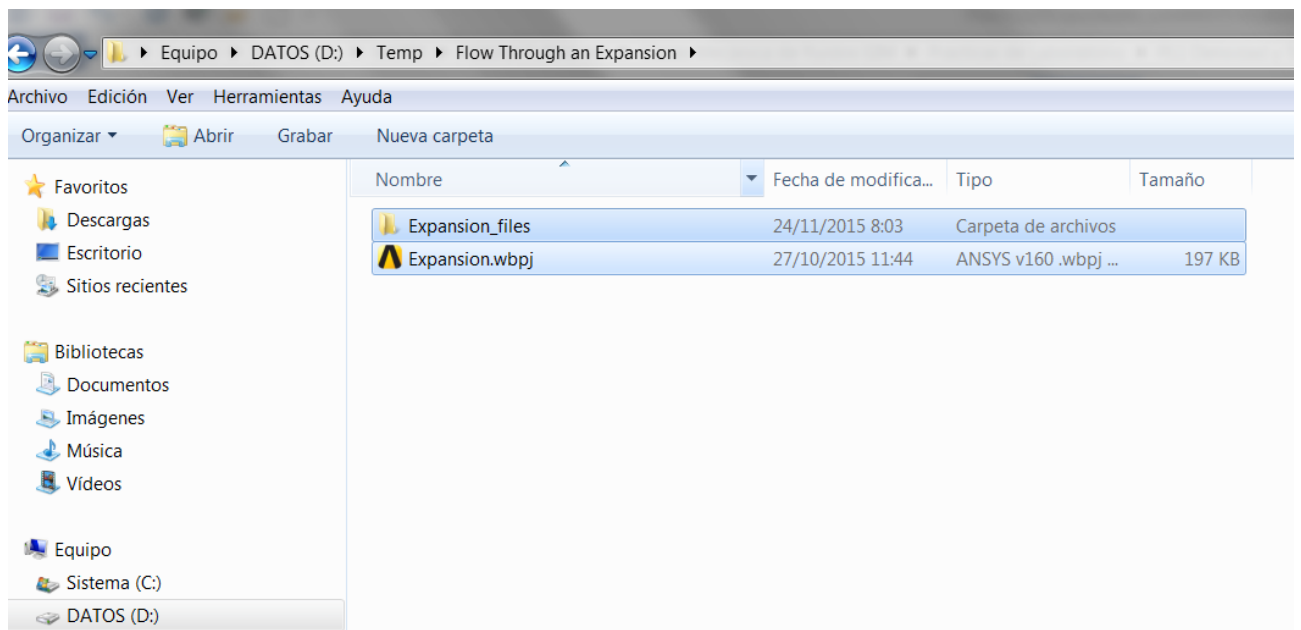 Equipo DATOS (D:) Temp Flow Through an Expansion
Archivo Edición Ver Herramientas Ayuda
Organizar Abrir Grabar Nueva carpeta
Nombre Fecha de modifica... Tipo Tamaño
Favoritos
Descargas
Escritorio
Sitios recientes
Bibliotecas
Documentos
Imágenes
Música
Vídeos
Equipo
Sistema (C:)
DATOS (D:)
Expansion_files 24/11/2015 8:03 Carpeta de archivos
Expansion.wbpj 27/10/2015 11:44 ANSYS v160 .wbpj ... 197 KB